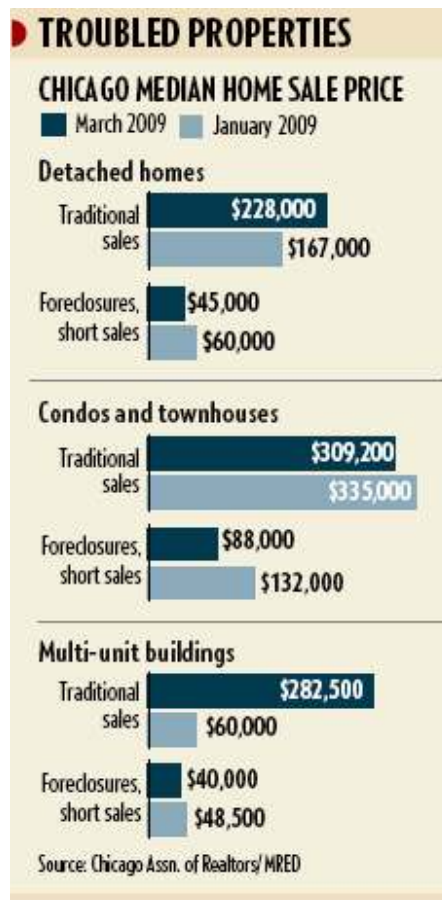 TROUBLED PROPERTIES
CHICAGO MEDIAN HOME SALE PRICE
March 2009 January 2009
Detached homes
Traditional sales
$228,000
$167,000
Foreclosures, short sales
$45,000
$60,000
Condos and townhouses
Traditional sales
$309,200
$335,000
Foreclosures, short sales
$88,000
$132,000
Multi-unit buildings
Traditional sales
$282,500
$60,000
Foreclosures, short sales
$40,000
$48,500
Source: Chicago Assn. of Realtors/MRED